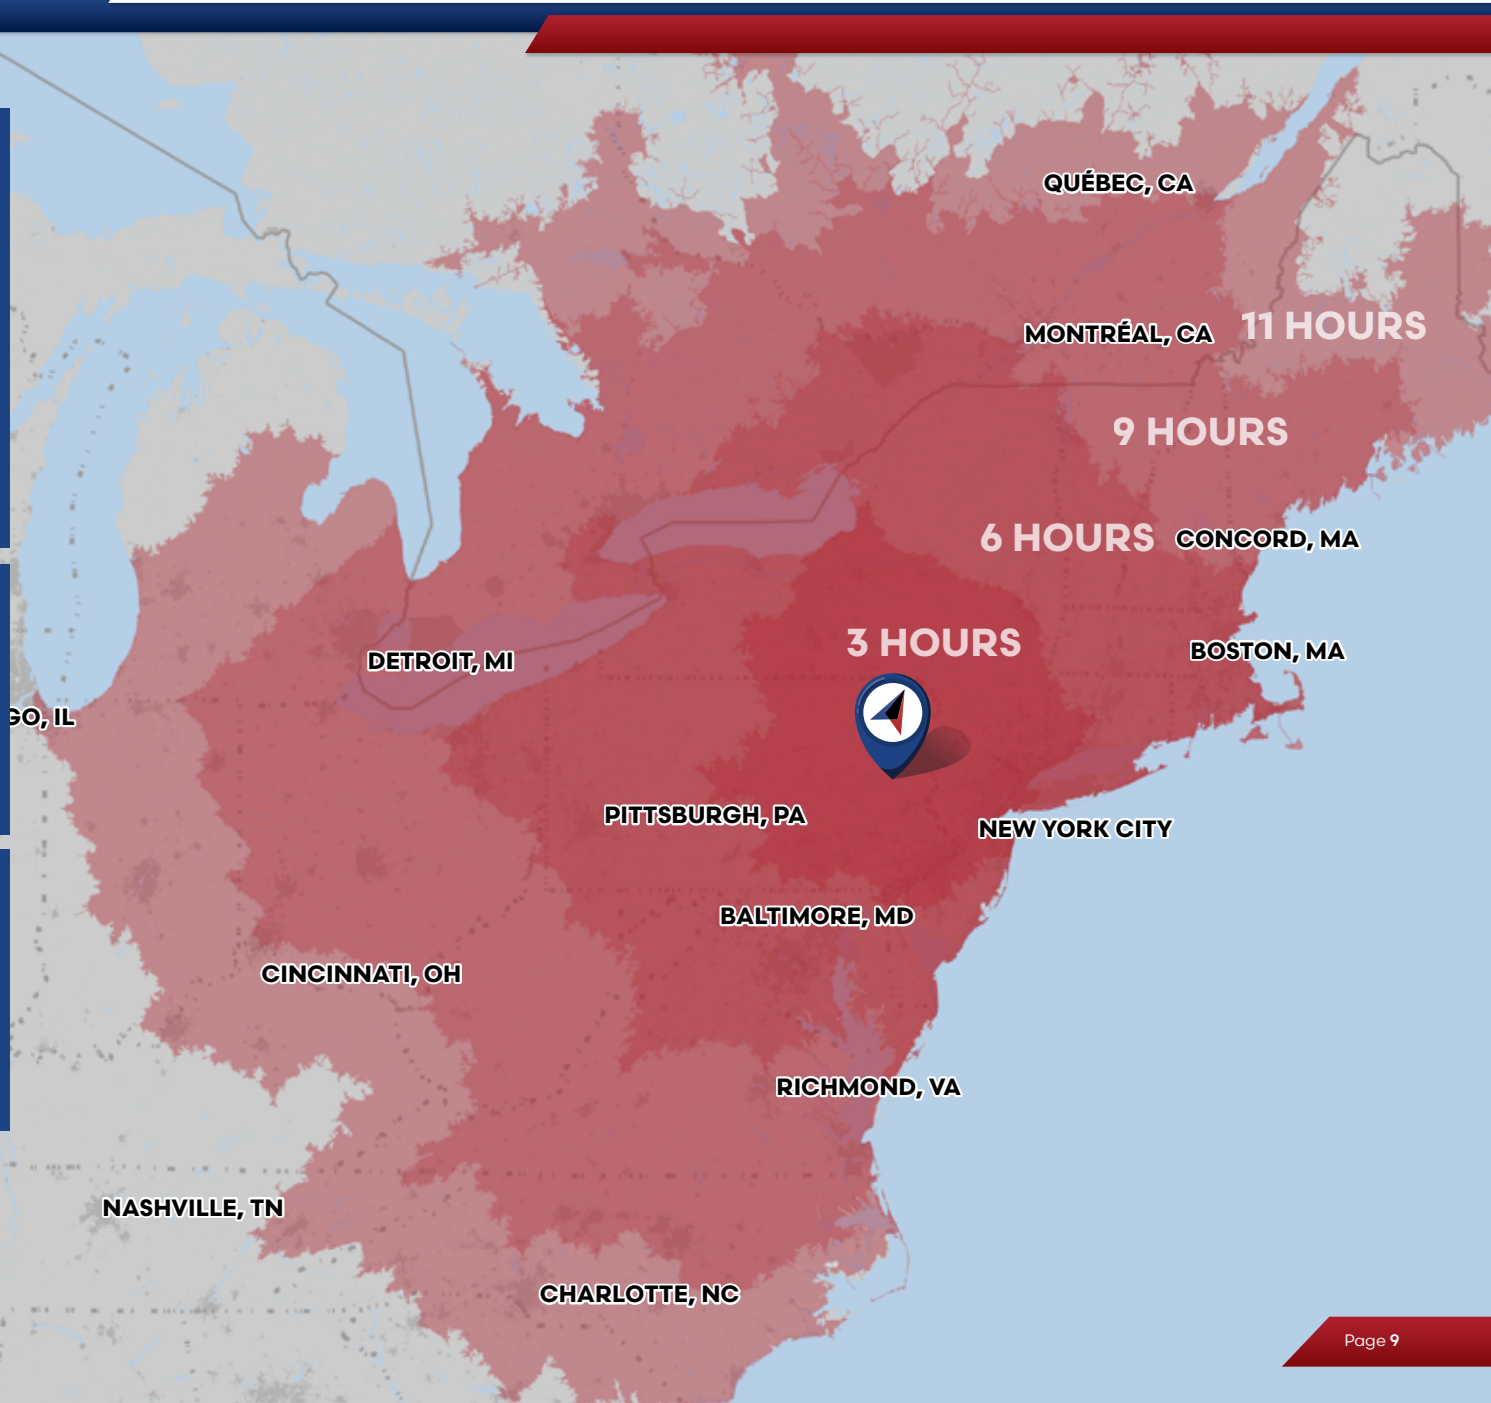 QUÉBEC, CA
MONTRÉAL, CA
11 HOURS
9 HOURS
6 HOURS
CONCORD, MA
3 HOURS
BOSTON, MA
DETROIT, MI
GO, IL
PITTSBURGH, PA
NEW YORK CITY
BALTIMORE, MD
CINCINNATI, OH
RICHMOND, VA
NASHVILLE, TN
CHARLOTTE, NC
Page 9